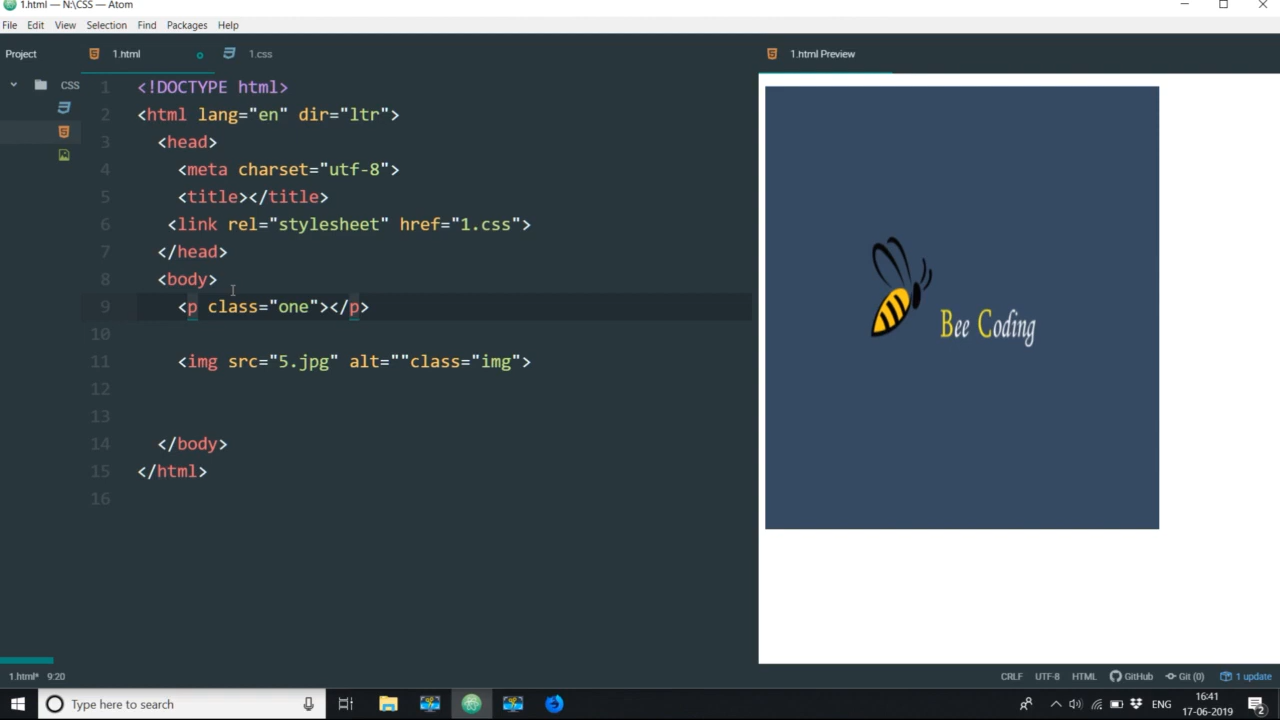 1.html — N:\CSS — Atom
File Edit View Selection Find Packages Help
Project
1.html
1.css
1.html Preview
CSS
1 <!DOCTYPE html>
2 <html lang="en" dir="ltr">
3 <head>
4 <meta charset="utf-8">
5 <title></title>
6 <link rel="stylesheet" href="1.css">
7 </head>
8 <body>
9 <p class="one"></p>
10
11 <img src="5.jpg" alt=""class="img">
12
13
14 </body>
15 </html>
16
Bee Coding
1.html* 9:20
CRLF UTF-8 HTML GitHub Git (0) 1 update
Type here to search
ENG
16:41
17-06-2019
2